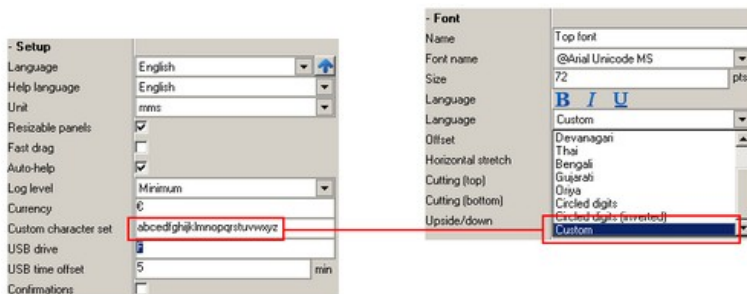 - Setup
Language English
Help language English
Unit mms
Resizable panels
Fast drag
Auto-help
Log level Minimum
Currency €
Custom character set abcedfghijklmnopqrstuvwxyz
USB drive F
USB time offset 5 min
Confirmations
- Font
Name Top font
Font name @Arial Unicode MS
Size 72 pts
Language B I U
Language Custom
Offset Devanagari
Thai
Bengali
Horizontal stretch Gujarati
Cutting (top) Oriya
Cutting (bottom) Circled digits
Circled digits (inverted)
Upside/down Custom